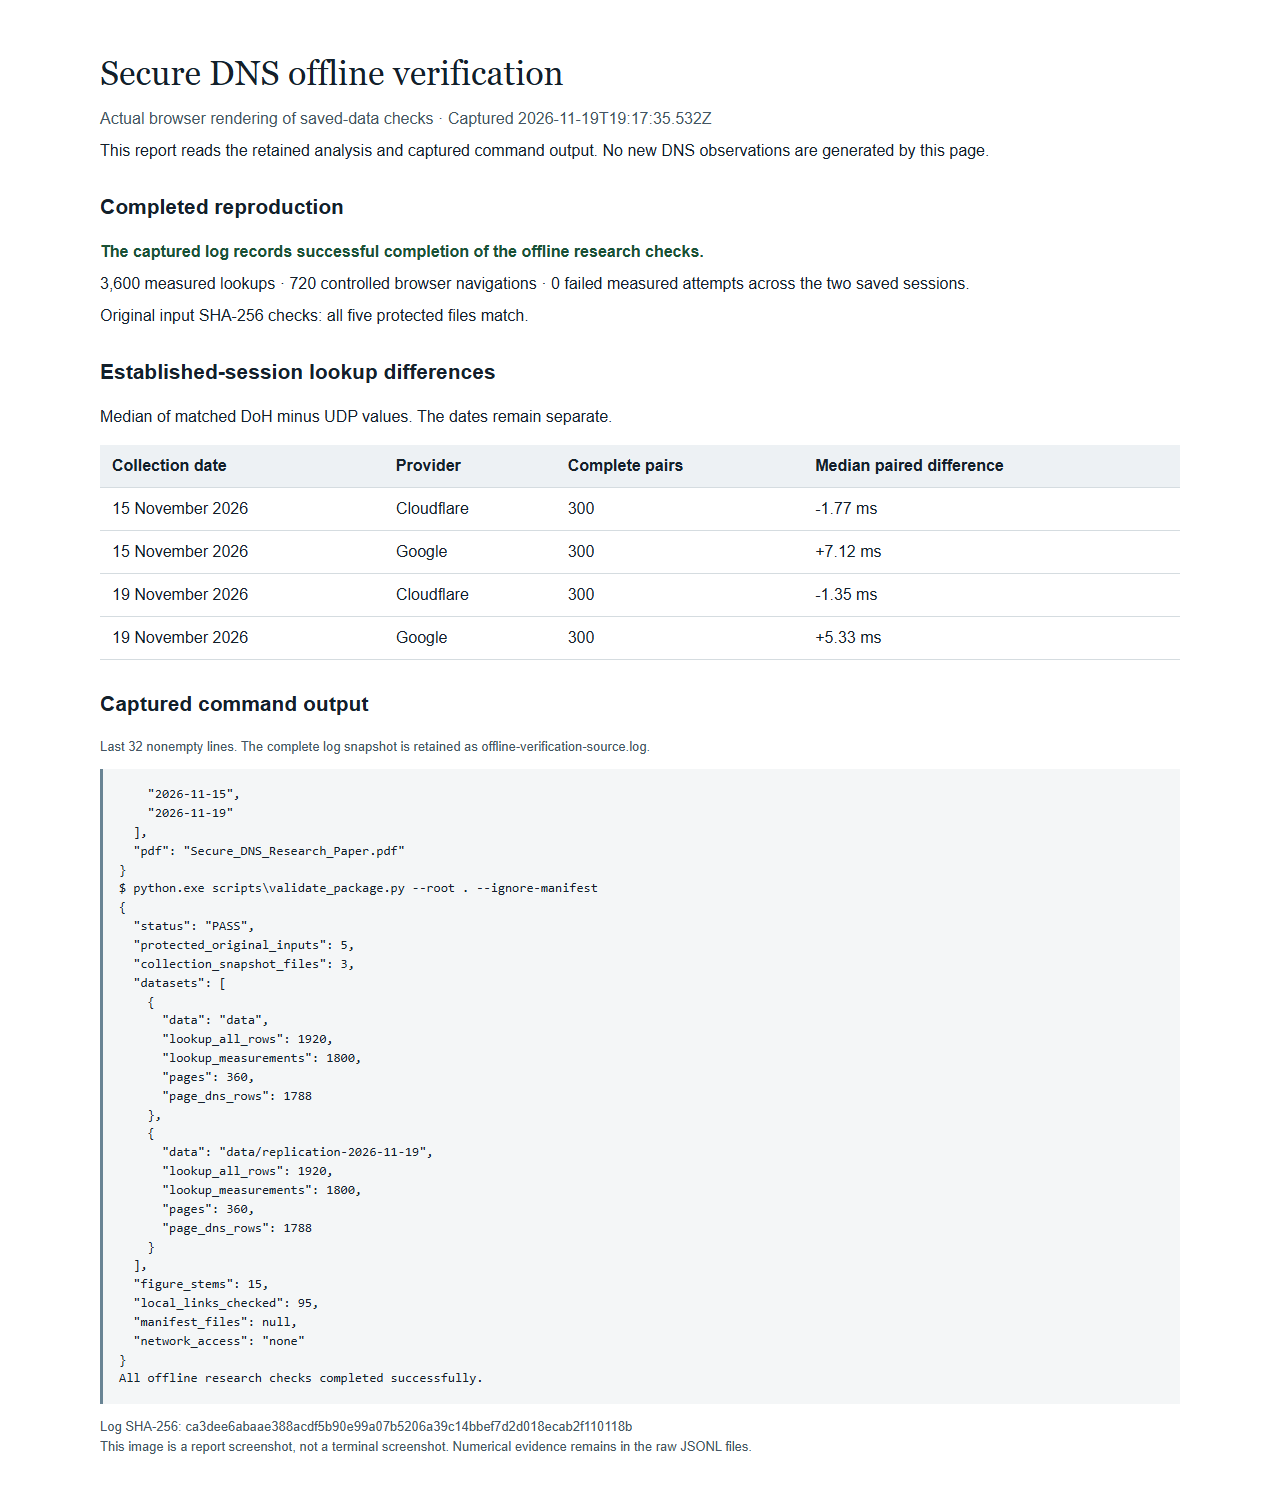 Secure DNS offline verification
Actual browser rendering of saved-data checks · Captured 2026-11-19T19:17:35.532Z
This report reads the retained analysis and captured command output. No new DNS observations are generated by this page.
Completed reproduction
The captured log records successful completion of the offline research checks.
3,600 measured lookups · 720 controlled browser navigations · 0 failed measured attempts across the two saved sessions.
Original input SHA-256 checks: all five protected files match.
Established-session lookup differences
Median of matched DoH minus UDP values. The dates remain separate.
Collection date Provider Complete pairs Median paired difference
15 November 2026 Cloudflare 300 -1.77 ms
15 November 2026 Google 300 +7.12 ms
19 November 2026 Cloudflare 300 -1.35 ms
19 November 2026 Google 300 +5.33 ms
Captured command output
Last 32 nonempty lines. The complete log snapshot is retained as offline-verification-source.log.
    "2026-11-15",
    "2026-11-19"
  ],
  "pdf": "Secure_DNS_Research_Paper.pdf"
}
$ python.exe scripts\validate_package.py --root . --ignore-manifest
{
  "status": "PASS",
  "protected_original_inputs": 5,
  "collection_snapshot_files": 3,
  "datasets": [
    {
      "data": "data",
      "lookup_all_rows": 1920,
      "lookup_measurements": 1800,
      "pages": 360,
      "page_dns_rows": 1788
    },
    {
      "data": "data/replication-2026-11-19",
      "lookup_all_rows": 1920,
      "lookup_measurements": 1800,
      "pages": 360,
      "page_dns_rows": 1788
    }
  ],
  "figure_stems": 15,
  "local_links_checked": 95,
  "manifest_files": null,
  "network_access": "none"
}
All offline research checks completed successfully.
Log SHA-256: ca3dee6abaae388acdf5b90e99a07b5206a39c14bbef7d2d018ecab2f110118b
This image is a report screenshot, not a terminal screenshot. Numerical evidence remains in the raw JSONL files.